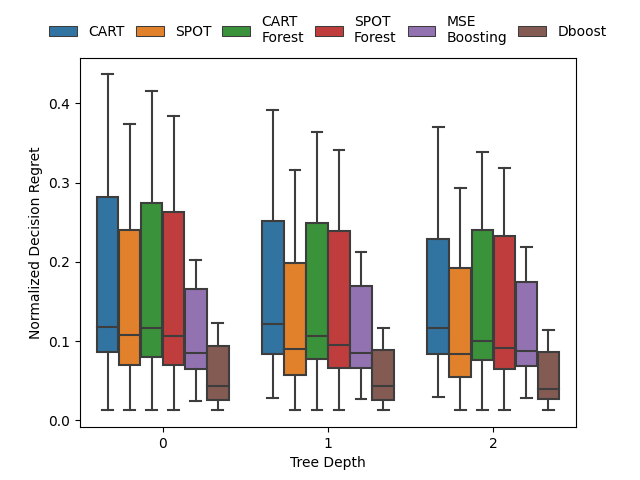 CART SPOT CART Forest SPOT Forest MSE Boosting Dboost
0.4
0.3
0.2
0.1
0.0
Normalized Decision Regret
0 1 2
Tree Depth